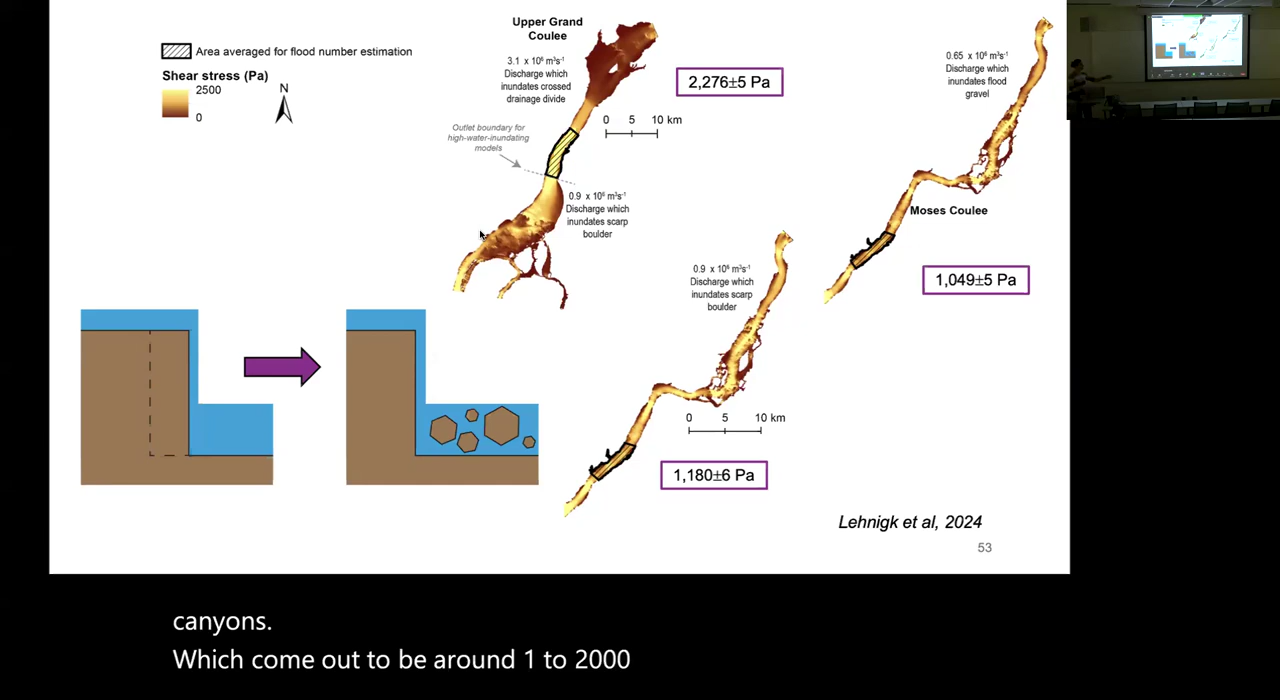 Area averaged for flood number estimation
Shear stress (Pa)
2500
0
N
Upper Grand
Coulee
3.1 x 10⁶ m³s⁻¹
Discharge which
inundates crossed
drainage divide
2,276±5 Pa
0 5 10 km
Outlet boundary for
high-water-inundating
models
0.9 x 10⁶ m³s⁻¹
Discharge which
inundates scarp
boulder
0.65 x 10⁶ m³s⁻¹
Discharge which
inundates flood
gravel
Moses Coulee
1,049±5 Pa
0.9 x 10⁶ m³s⁻¹
Discharge which
inundates scarp
boulder
0 5 10 km
1,180±6 Pa
Lehnigk et al, 2024
53
canyons.
Which come out to be around 1 to 2000